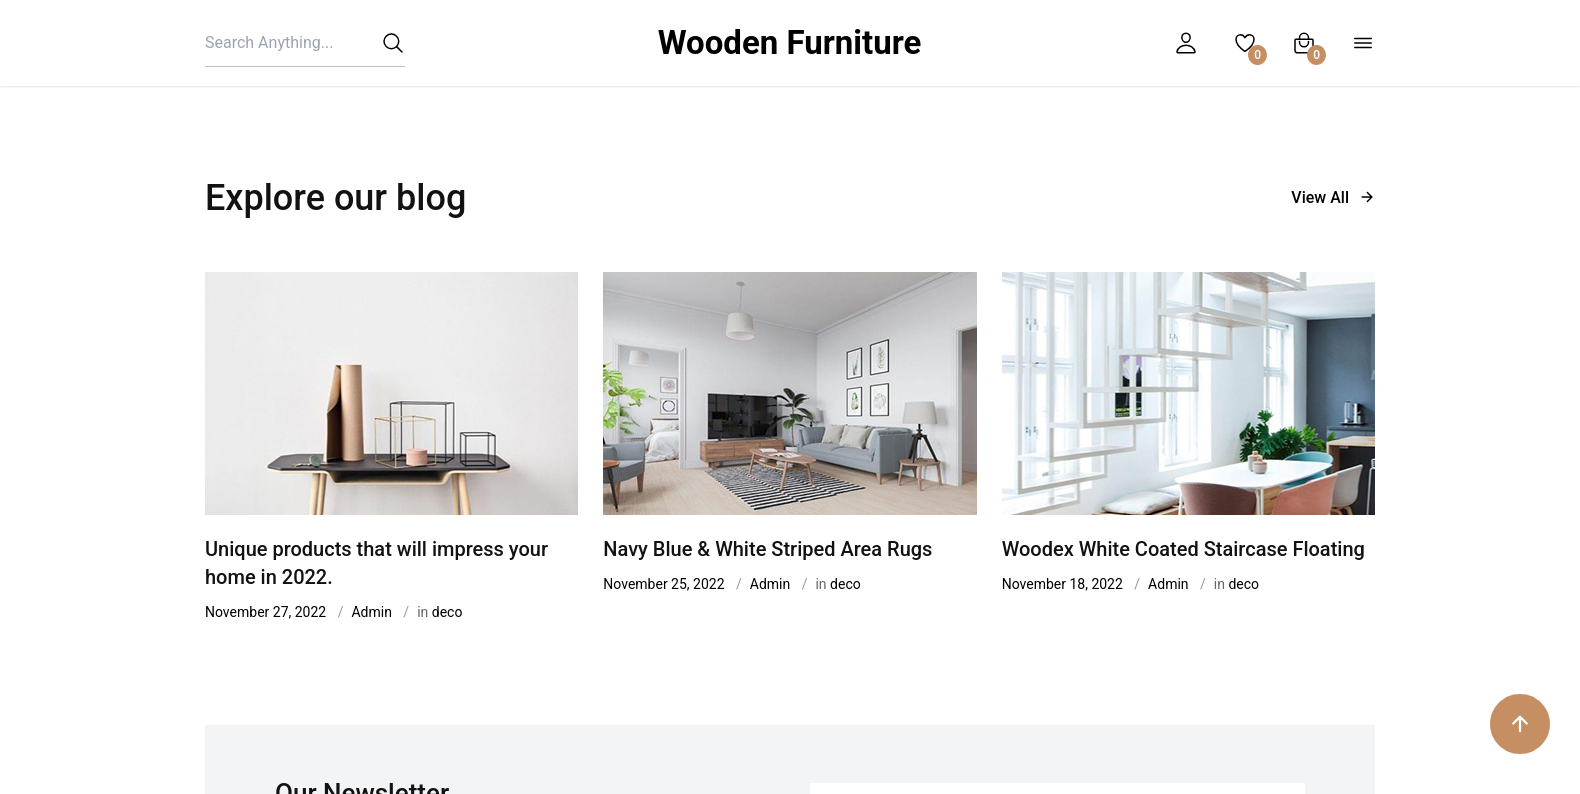 Search Anything...
Wooden Furniture
0
0
Explore our blog
View All
Unique products that will impress your
home in 2022.
November 27, 2022 / Admin / in deco
Navy Blue & White Striped Area Rugs
November 25, 2022 / Admin / in deco
Woodex White Coated Staircase Floating
November 18, 2022 / Admin / in deco
Our Newsletter